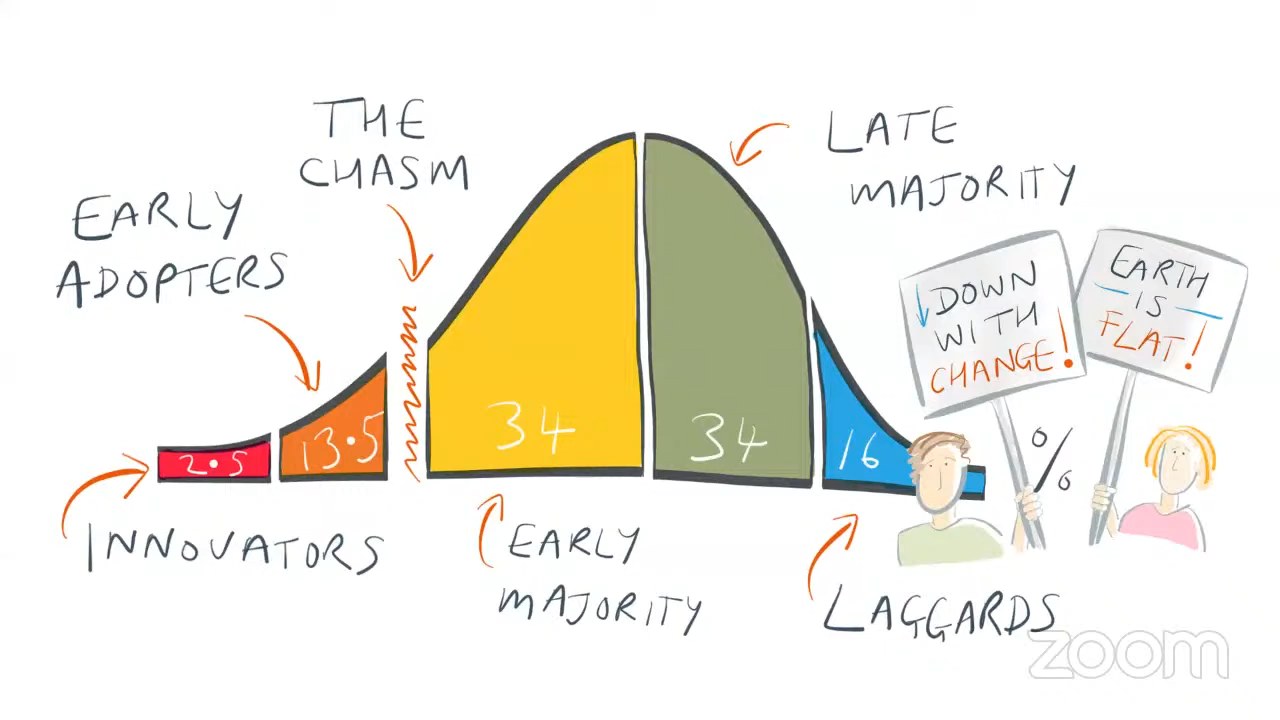 THE
CHASM
EARLY
ADOPTERS
LATE
MAJORITY
↓DOWN
WITH
CHANGE!
EARTH
IS
FLAT!
2.5
13.5
34
34
16
%
INNOVATORS
EARLY
MAJORITY
LAGGARDS
zoom